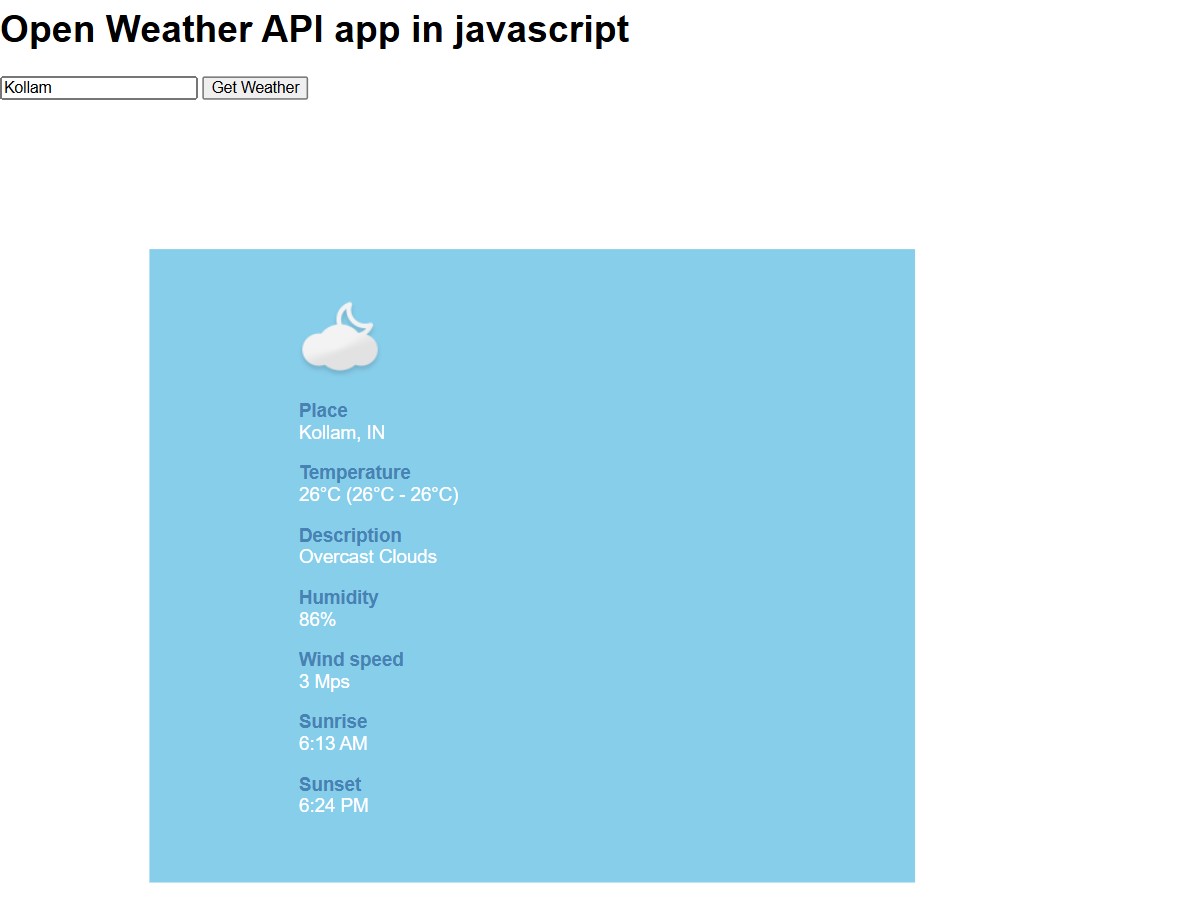 Open Weather API app in javascript
Kollam Get Weather
Place
Kollam, IN
Temperature
26°C (26°C - 26°C)
Description
Overcast Clouds
Humidity
86%
Wind speed
3 Mps
Sunrise
6:13 AM
Sunset
6:24 PM